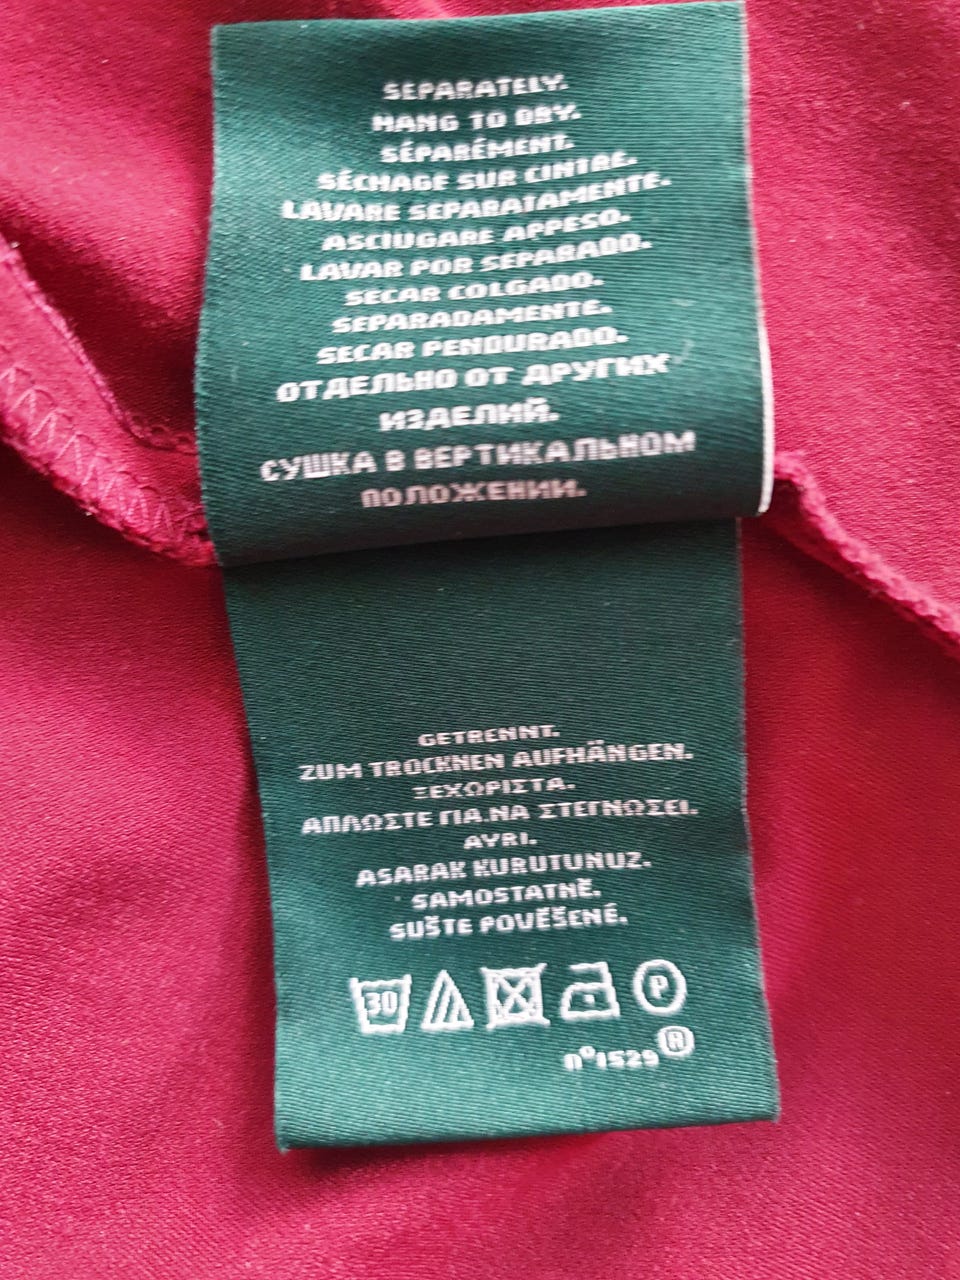 SEPARATELY.
HANG TO DRY.
SÉPARÉMENT.
SÉCHAGE SUR CINTRE.
LAVARE SEPARATAMENTE.
ASCIUGARE APPESO.
LAVAR POR SEPARADO.
SECAR COLGADO.
SEPARADAMENTE.
SECAR PENDURADO.
ОТДЕЛЬНО ОТ ДРУГИХ
ИЗДЕЛИЙ.
СУШКА В ВЕРТИКАЛЬНОМ
ПОЛОЖЕНИИ.
GETRENNT.
ZUM TROCKNEN AUFHÄNGEN.
ΞΕΧΩΡΙΣΤΑ.
ΑΠΛΩΣΤΕ ΓΙΑ ΝΑ ΣΤΕΓΝΩΣΕΙ.
AYRI.
ASARAK KURUTUNUZ.
SAMOSTATNĚ.
SUŠTE POVĚŠENÉ.
30 P
nº1529 ®